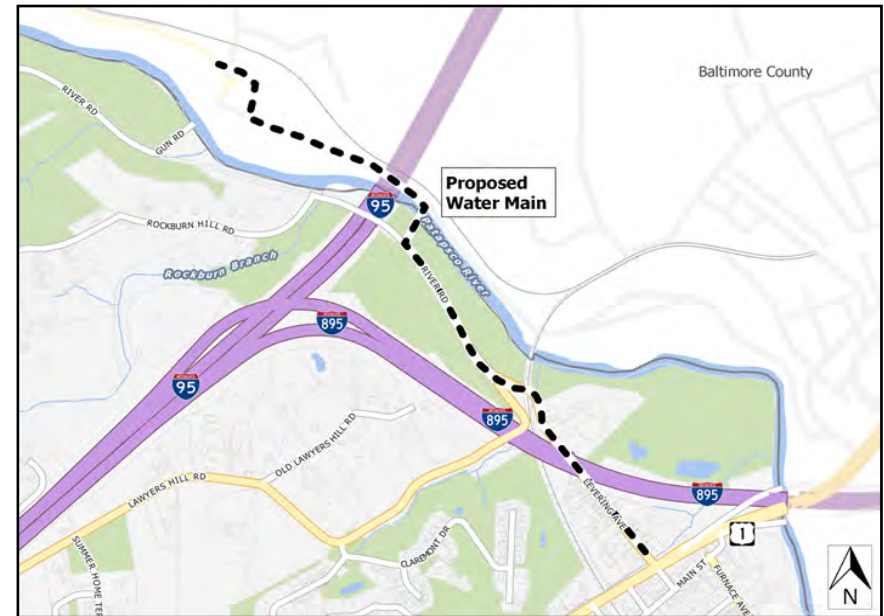 Baltimore County
RIVER RD
GUN RD
Proposed
Water Main
95
ROCKBURN HILL RD
Patapsco River
Rockburn Branch
RIVER RD
895
95
895
OLD LAWYERS HILL RD
LAWYERS HILL RD
LEVERING AVE
895
1
CLAREMONT DR
MAIN ST
SUMMER HOME TER
FURNACE AVE
N